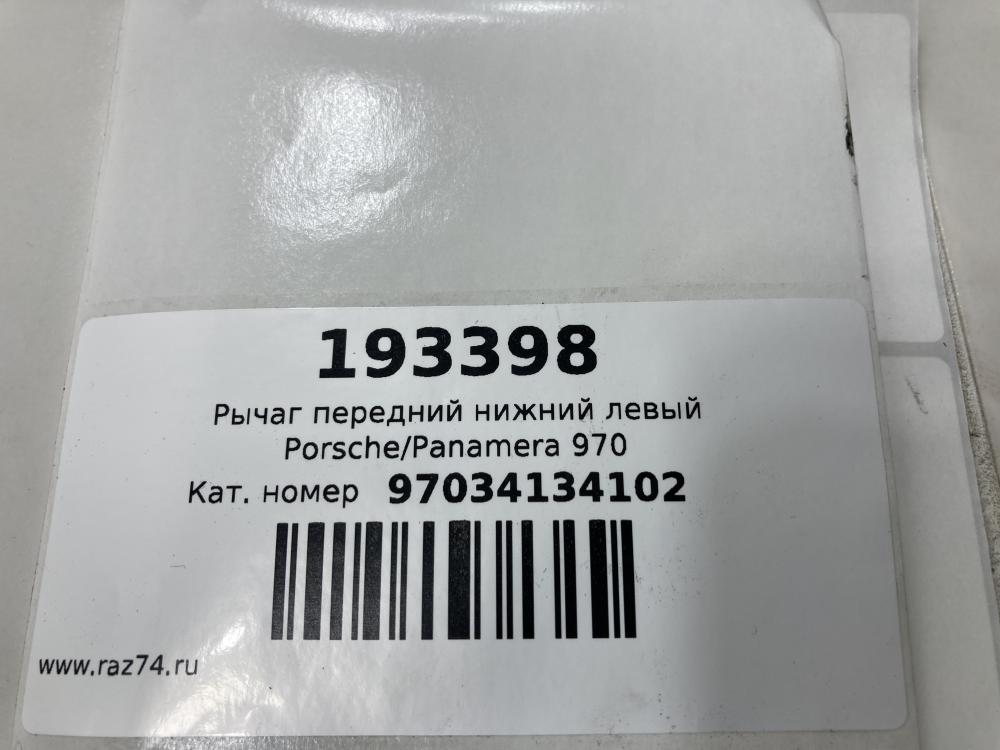 193398
Рычаг передний нижний левый
Porsche/Panamera 970
Кат. номер 97034134102
www.raz74.ru